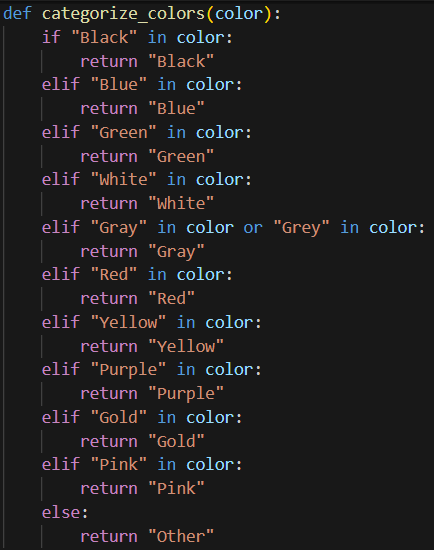 def categorize_colors(color):
    if "Black" in color:
        return "Black"
    elif "Blue" in color:
        return "Blue"
    elif "Green" in color:
        return "Green"
    elif "White" in color:
        return "White"
    elif "Gray" in color or "Grey" in color:
        return "Gray"
    elif "Red" in color:
        return "Red"
    elif "Yellow" in color:
        return "Yellow"
    elif "Purple" in color:
        return "Purple"
    elif "Gold" in color:
        return "Gold"
    elif "Pink" in color:
        return "Pink"
    else:
        return "Other"